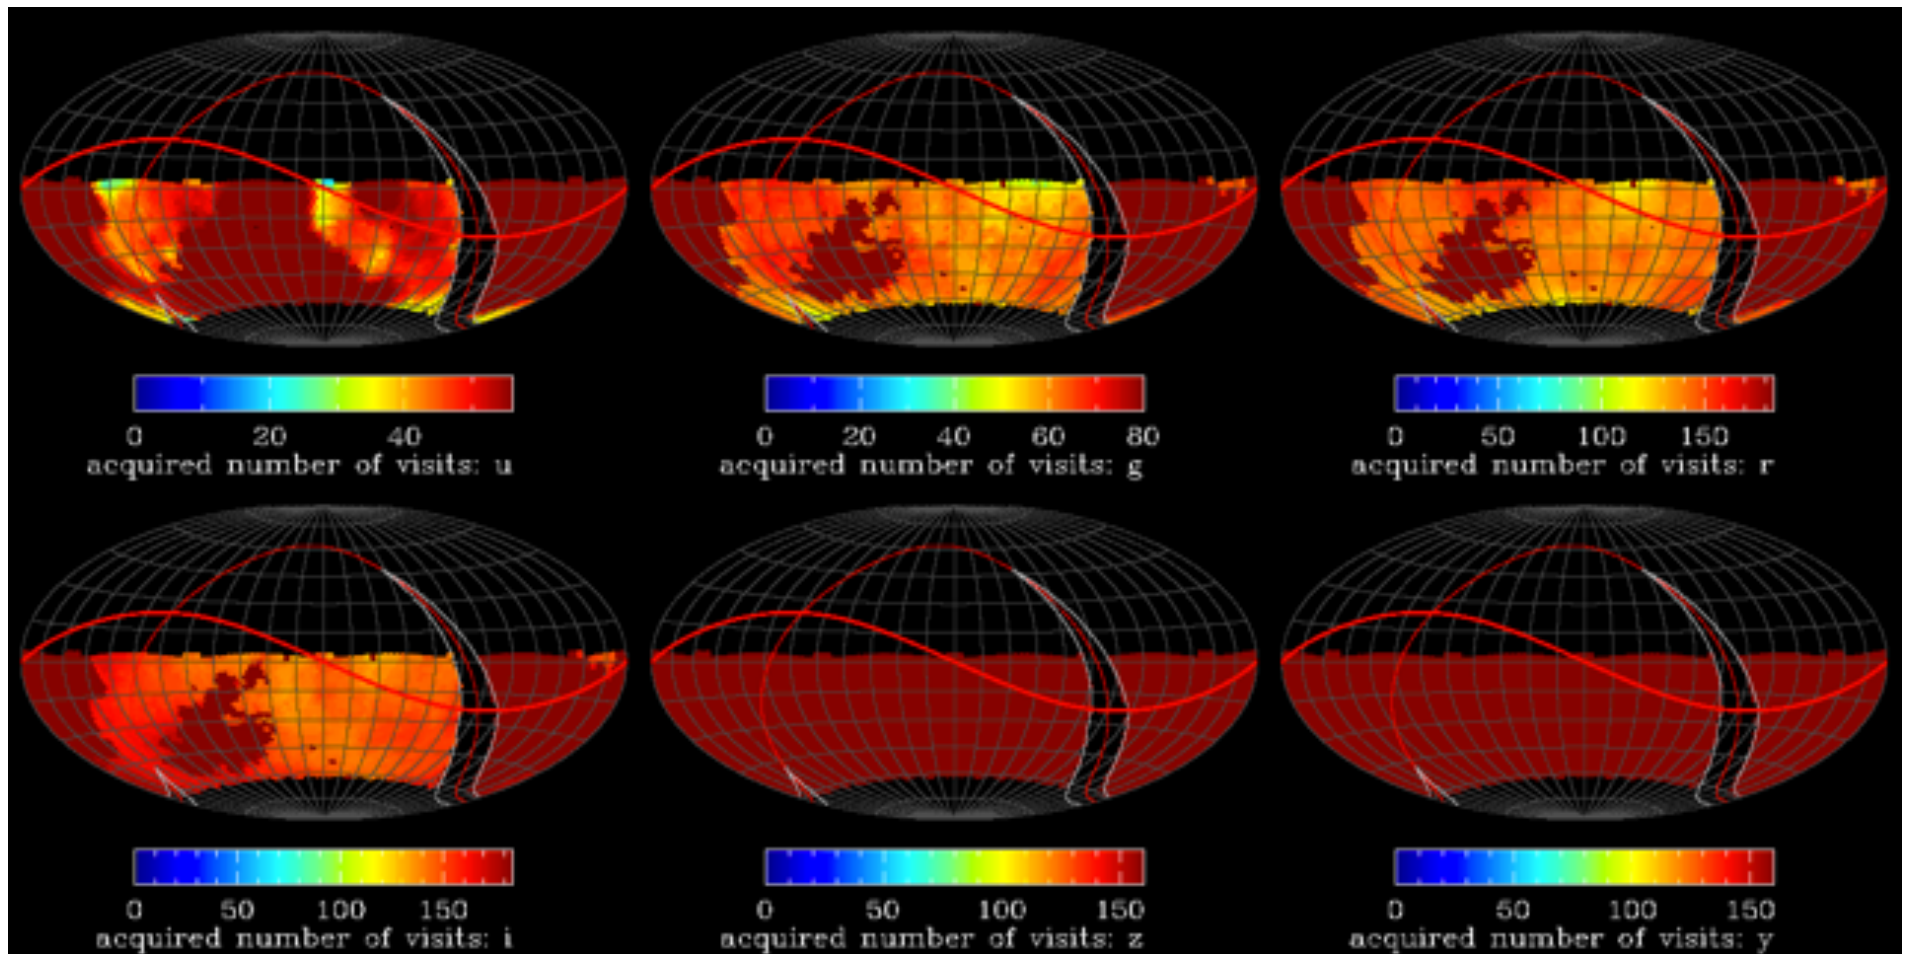 0 20 40
acquired number of visits: u
0 20 40 60 80
acquired number of visits: g
0 50 100 150
acquired number of visits: r
0 50 100 150
acquired number of visits: i
0 50 100 150
acquired number of visits: z
0 50 100 150
acquired number of visits: y